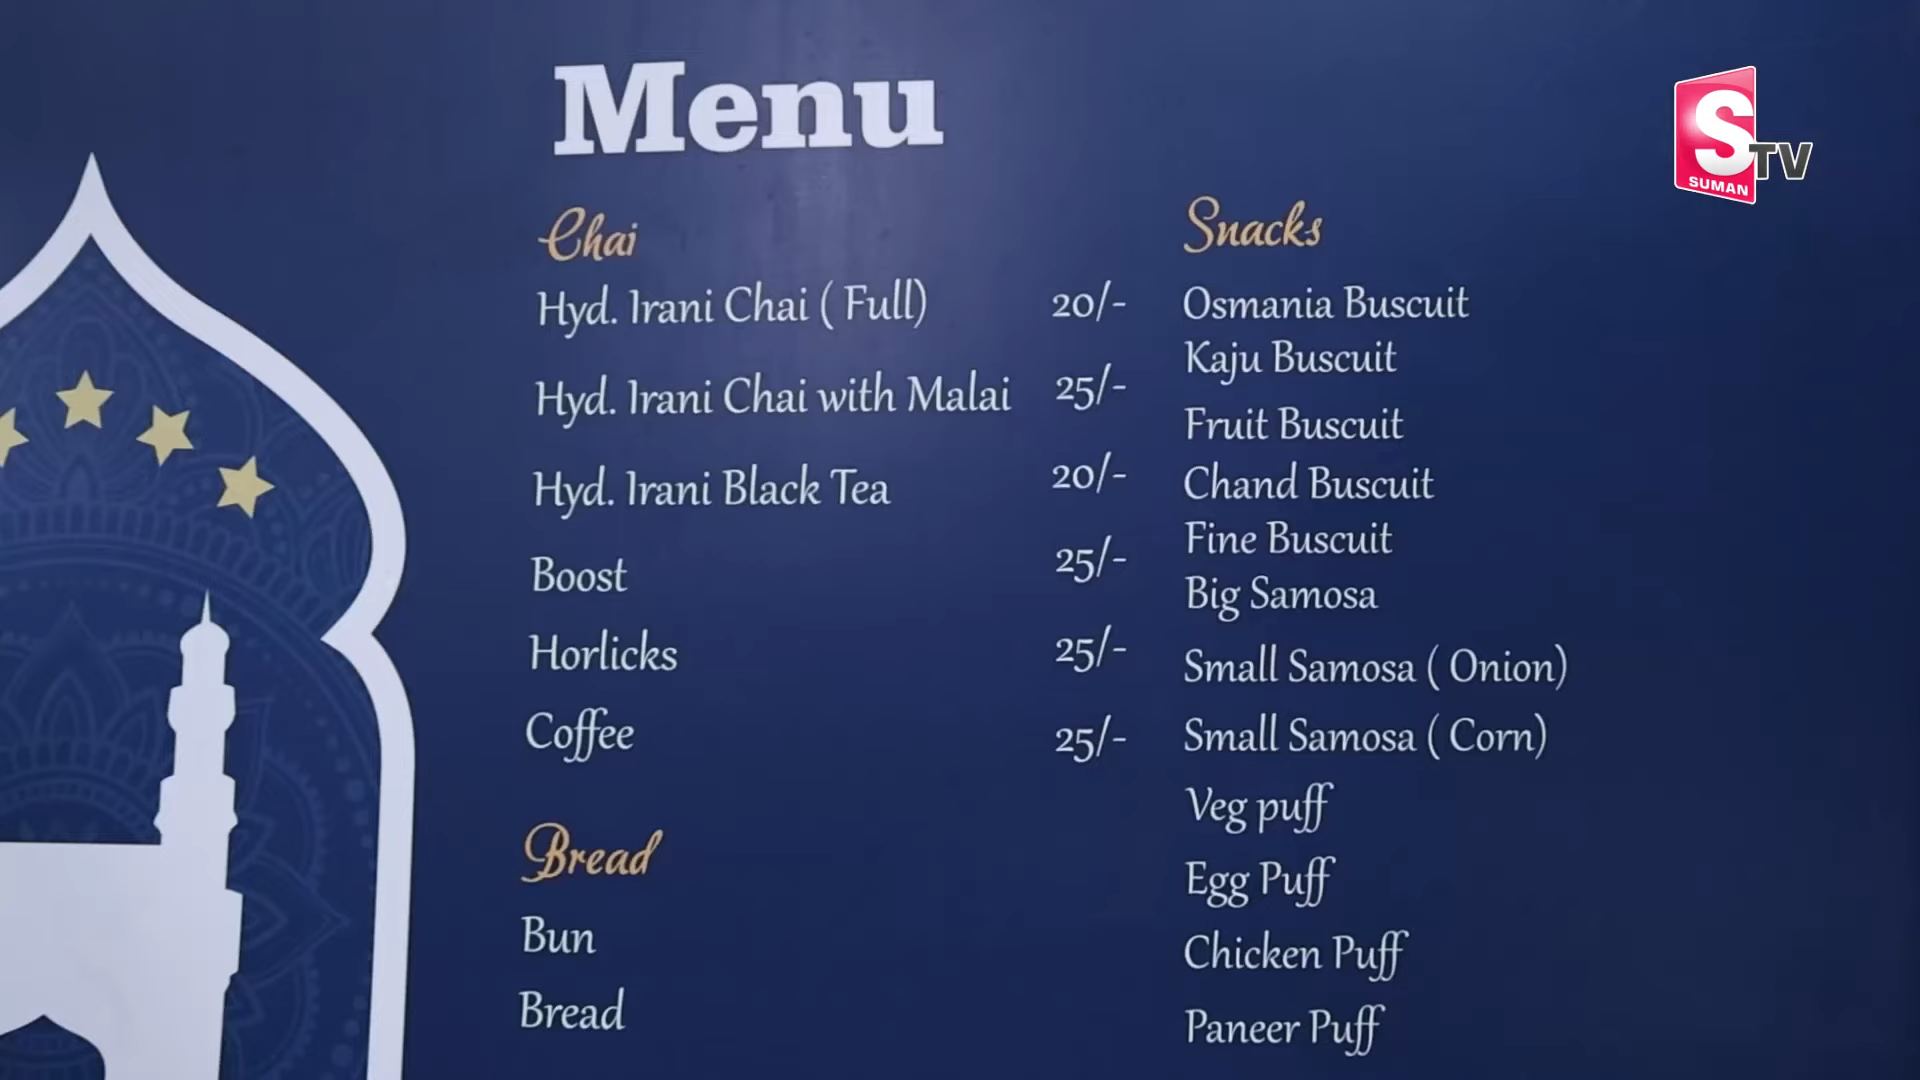 Menu
Chai
Hyd. Irani Chai ( Full) 20/-
Hyd. Irani Chai with Malai 25/-
Hyd. Irani Black Tea 20/-
Boost 25/-
Horlicks 25/-
Coffee 25/-
Bread
Bun
Bread
Snacks
Osmania Buscuit
Kaju Buscuit
Fruit Buscuit
Chand Buscuit
Fine Buscuit
Big Samosa
Small Samosa ( Onion)
Small Samosa ( Corn)
Veg puff
Egg Puff
Chicken Puff
Paneer Puff
S TV
SUMAN